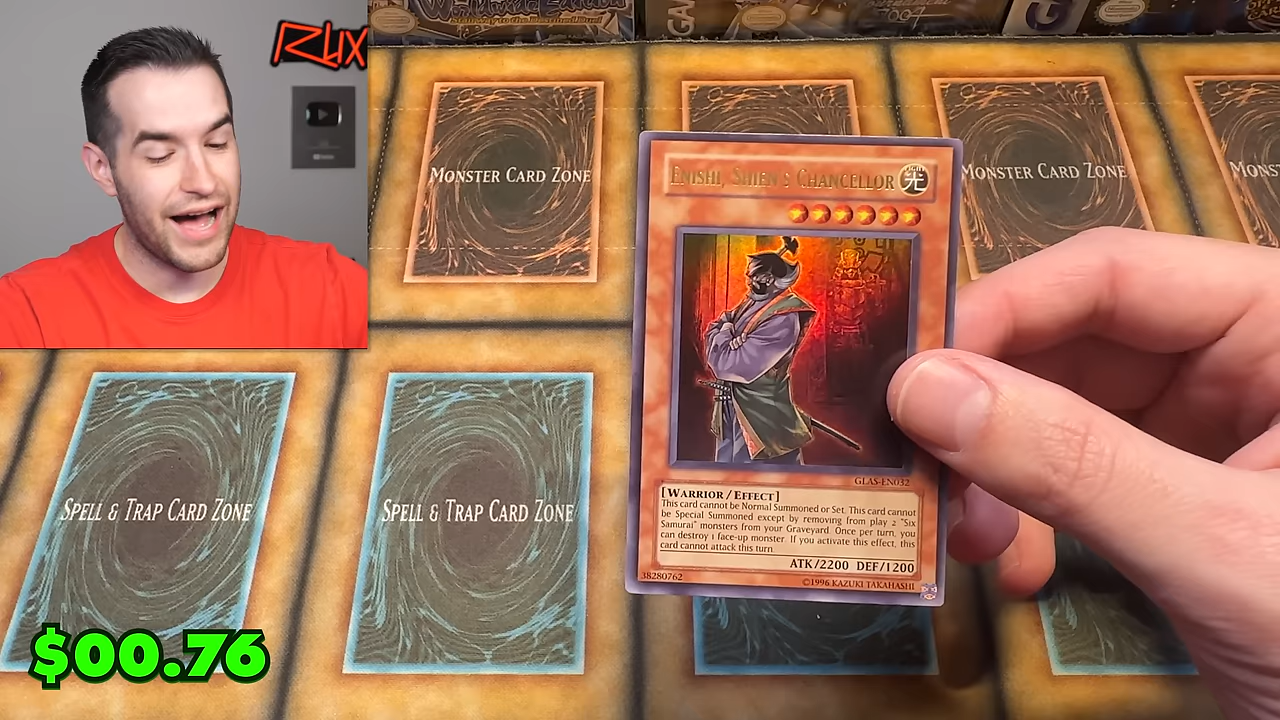 Rux
MONSTER CARD ZONE
MONSTER CARD ZONE
MONSTER
ENISHI, SHIEN'S CHANCELLOR
LIGHT
光
GLAS-EN032
[WARRIOR / EFFECT]
This card cannot be Normal Summoned or Set. This card cannot
be Special Summoned except by removing from play 2 "Six
Samurai" monsters from your Graveyard. Once per turn, you
can destroy 1 face-up monster. If you activate this effect, this
card cannot attack this turn.
ATK/2200 DEF/1200
38280762
©1996 KAZUKI TAKAHASHI
SPELL & TRAP CARD ZONE
SPELL & TRAP CARD ZONE
$00.76